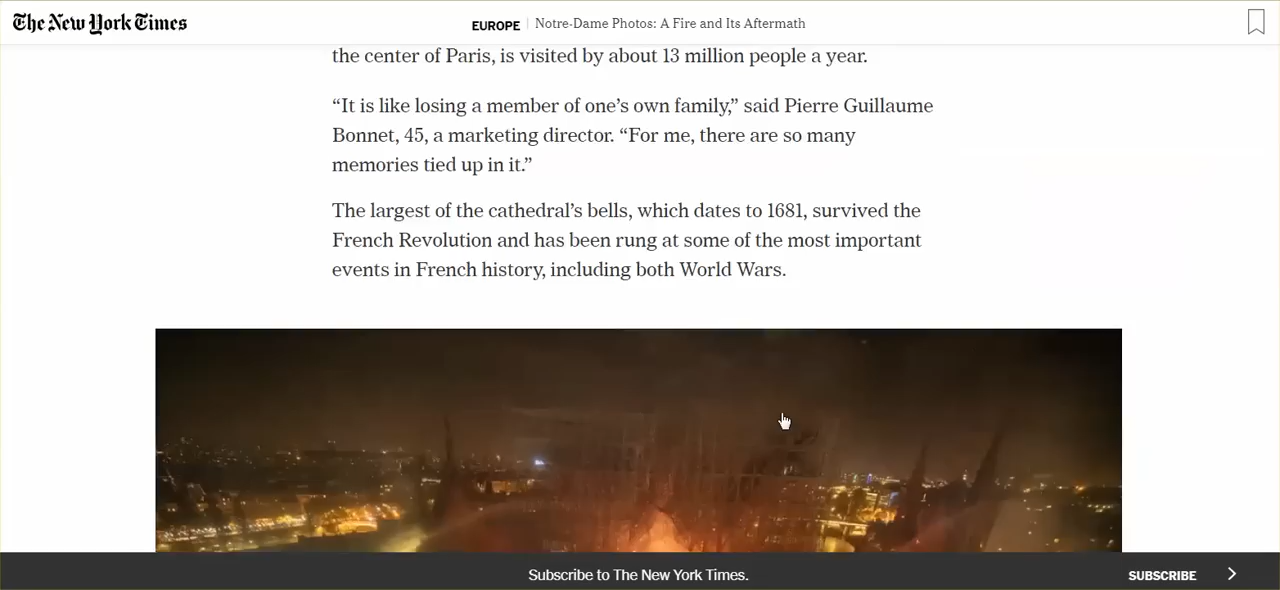 The New York Times
EUROPE | Notre-Dame Photos: A Fire and Its Aftermath
the center of Paris, is visited by about 13 million people a year.
“It is like losing a member of one’s own family,” said Pierre Guillaume
Bonnet, 45, a marketing director. “For me, there are so many
memories tied up in it.”
The largest of the cathedral’s bells, which dates to 1681, survived the
French Revolution and has been rung at some of the most important
events in French history, including both World Wars.
Subscribe to The New York Times.
SUBSCRIBE